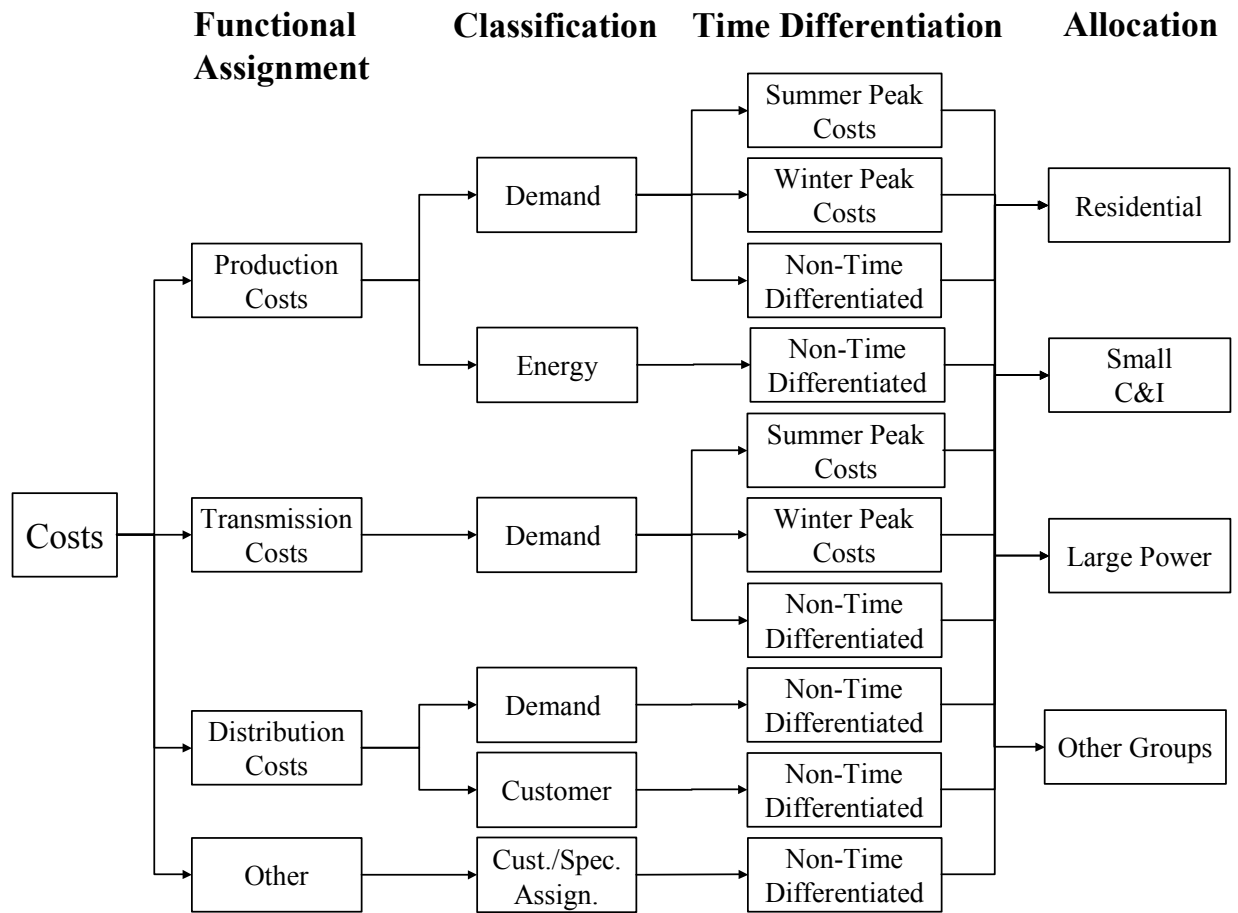 Functional
Assignment
Classification
Time Differentiation
Allocation
Costs
Production
Costs
Transmission
Costs
Distribution
Costs
Other
Demand
Energy
Demand
Demand
Customer
Cust./Spec.
Assign.
Summer Peak
Costs
Winter Peak
Costs
Non-Time
Differentiated
Non-Time
Differentiated
Summer Peak
Costs
Winter Peak
Costs
Non-Time
Differentiated
Non-Time
Differentiated
Non-Time
Differentiated
Non-Time
Differentiated
Residential
Small
C&I
Large Power
Other Groups